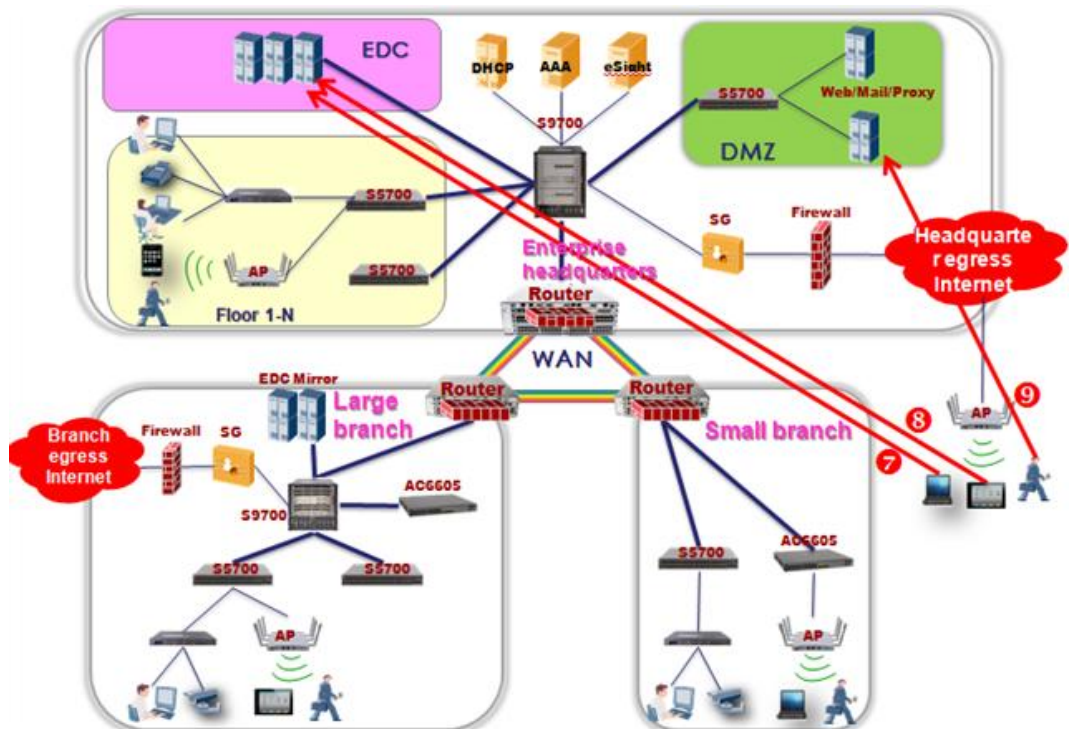 EDC
DHCP
AAA
eSight
S9700
S5700
Web/Mail/Proxy
DMZ
S5700
S5700
AP
Floor 1-N
SG
Firewall
Headquarte
r egress
Internet
Enterprise
headquarters
Router
WAN
Router
Router
EDC Mirror
Large
branch
Small branch
Branch
egress
Internet
Firewall
SG
S9700
AC6605
S5700
S5700
AP
S5700
AC6605
AP
AP
7
8
9